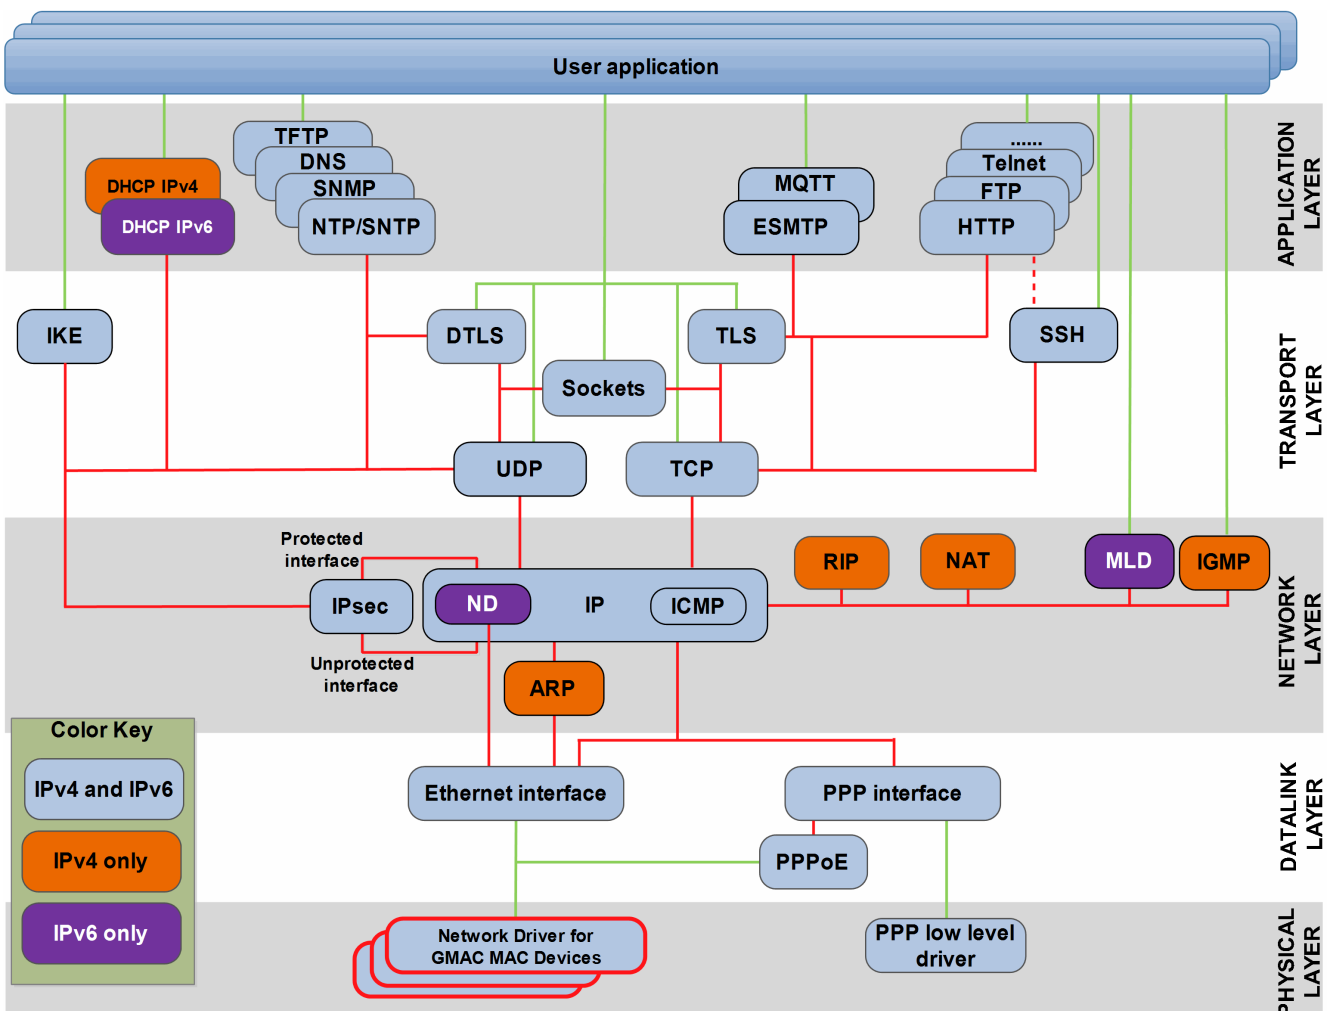 User application
TFTP
DNS
SNMP
NTP/SNTP
DHCP IPv4
DHCP IPv6
MQTT
ESMTP
......
Telnet
FTP
HTTP
APPLICATION
LAYER
IKE
DTLS
TLS
SSH
Sockets
UDP
TCP
TRANSPORT
LAYER
Protected
interface
IPsec
Unprotected
interface
ND
IP
ICMP
RIP
NAT
MLD
IGMP
ARP
NETWORK
LAYER
Color Key
IPv4 and IPv6
IPv4 only
IPv6 only
Ethernet interface
PPP interface
PPPoE
DATALINK
LAYER
Network Driver for
GMAC MAC Devices
PPP low level
driver
PHYSICAL
LAYER